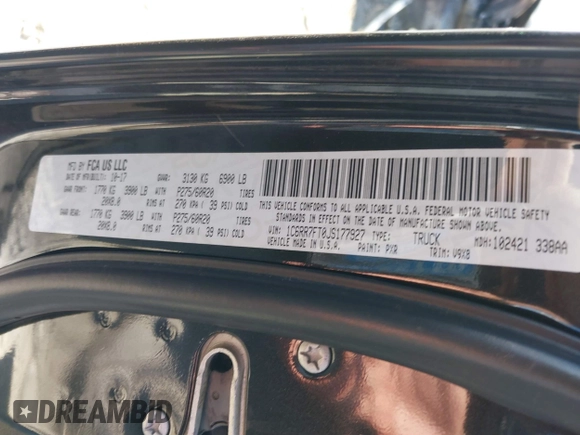 MFD BY FCA US LLC
DATE OF MFR/BUILT: 10-17 GVWR: 3130 KG 6900 LB
GAWR FRONT: 1770 KG 3900 LB WITH P275/60R20 TIRES
20X8.0 RIMS AT 270 KPA ( 39 PSI) COLD
GAWR REAR: 1770 KG 3900 LB WITH P275/60R20 TIRES
20X8.0 RIMS AT 270 KPA ( 39 PSI) COLD
THIS VEHICLE CONFORMS TO ALL APPLICABLE U.S.A. FEDERAL MOTOR VEHICLE SAFETY
STANDARDS IN EFFECT ON THE DATE OF MANUFACTURE SHOWN ABOVE.
VIN: 1C6RR7FT0JS177927 TYPE: TRUCK MDH: 102421 338AA
VEHICLE MADE IN U.S.A. PAINT: PXR TRIM: V9X8
DREAMBID